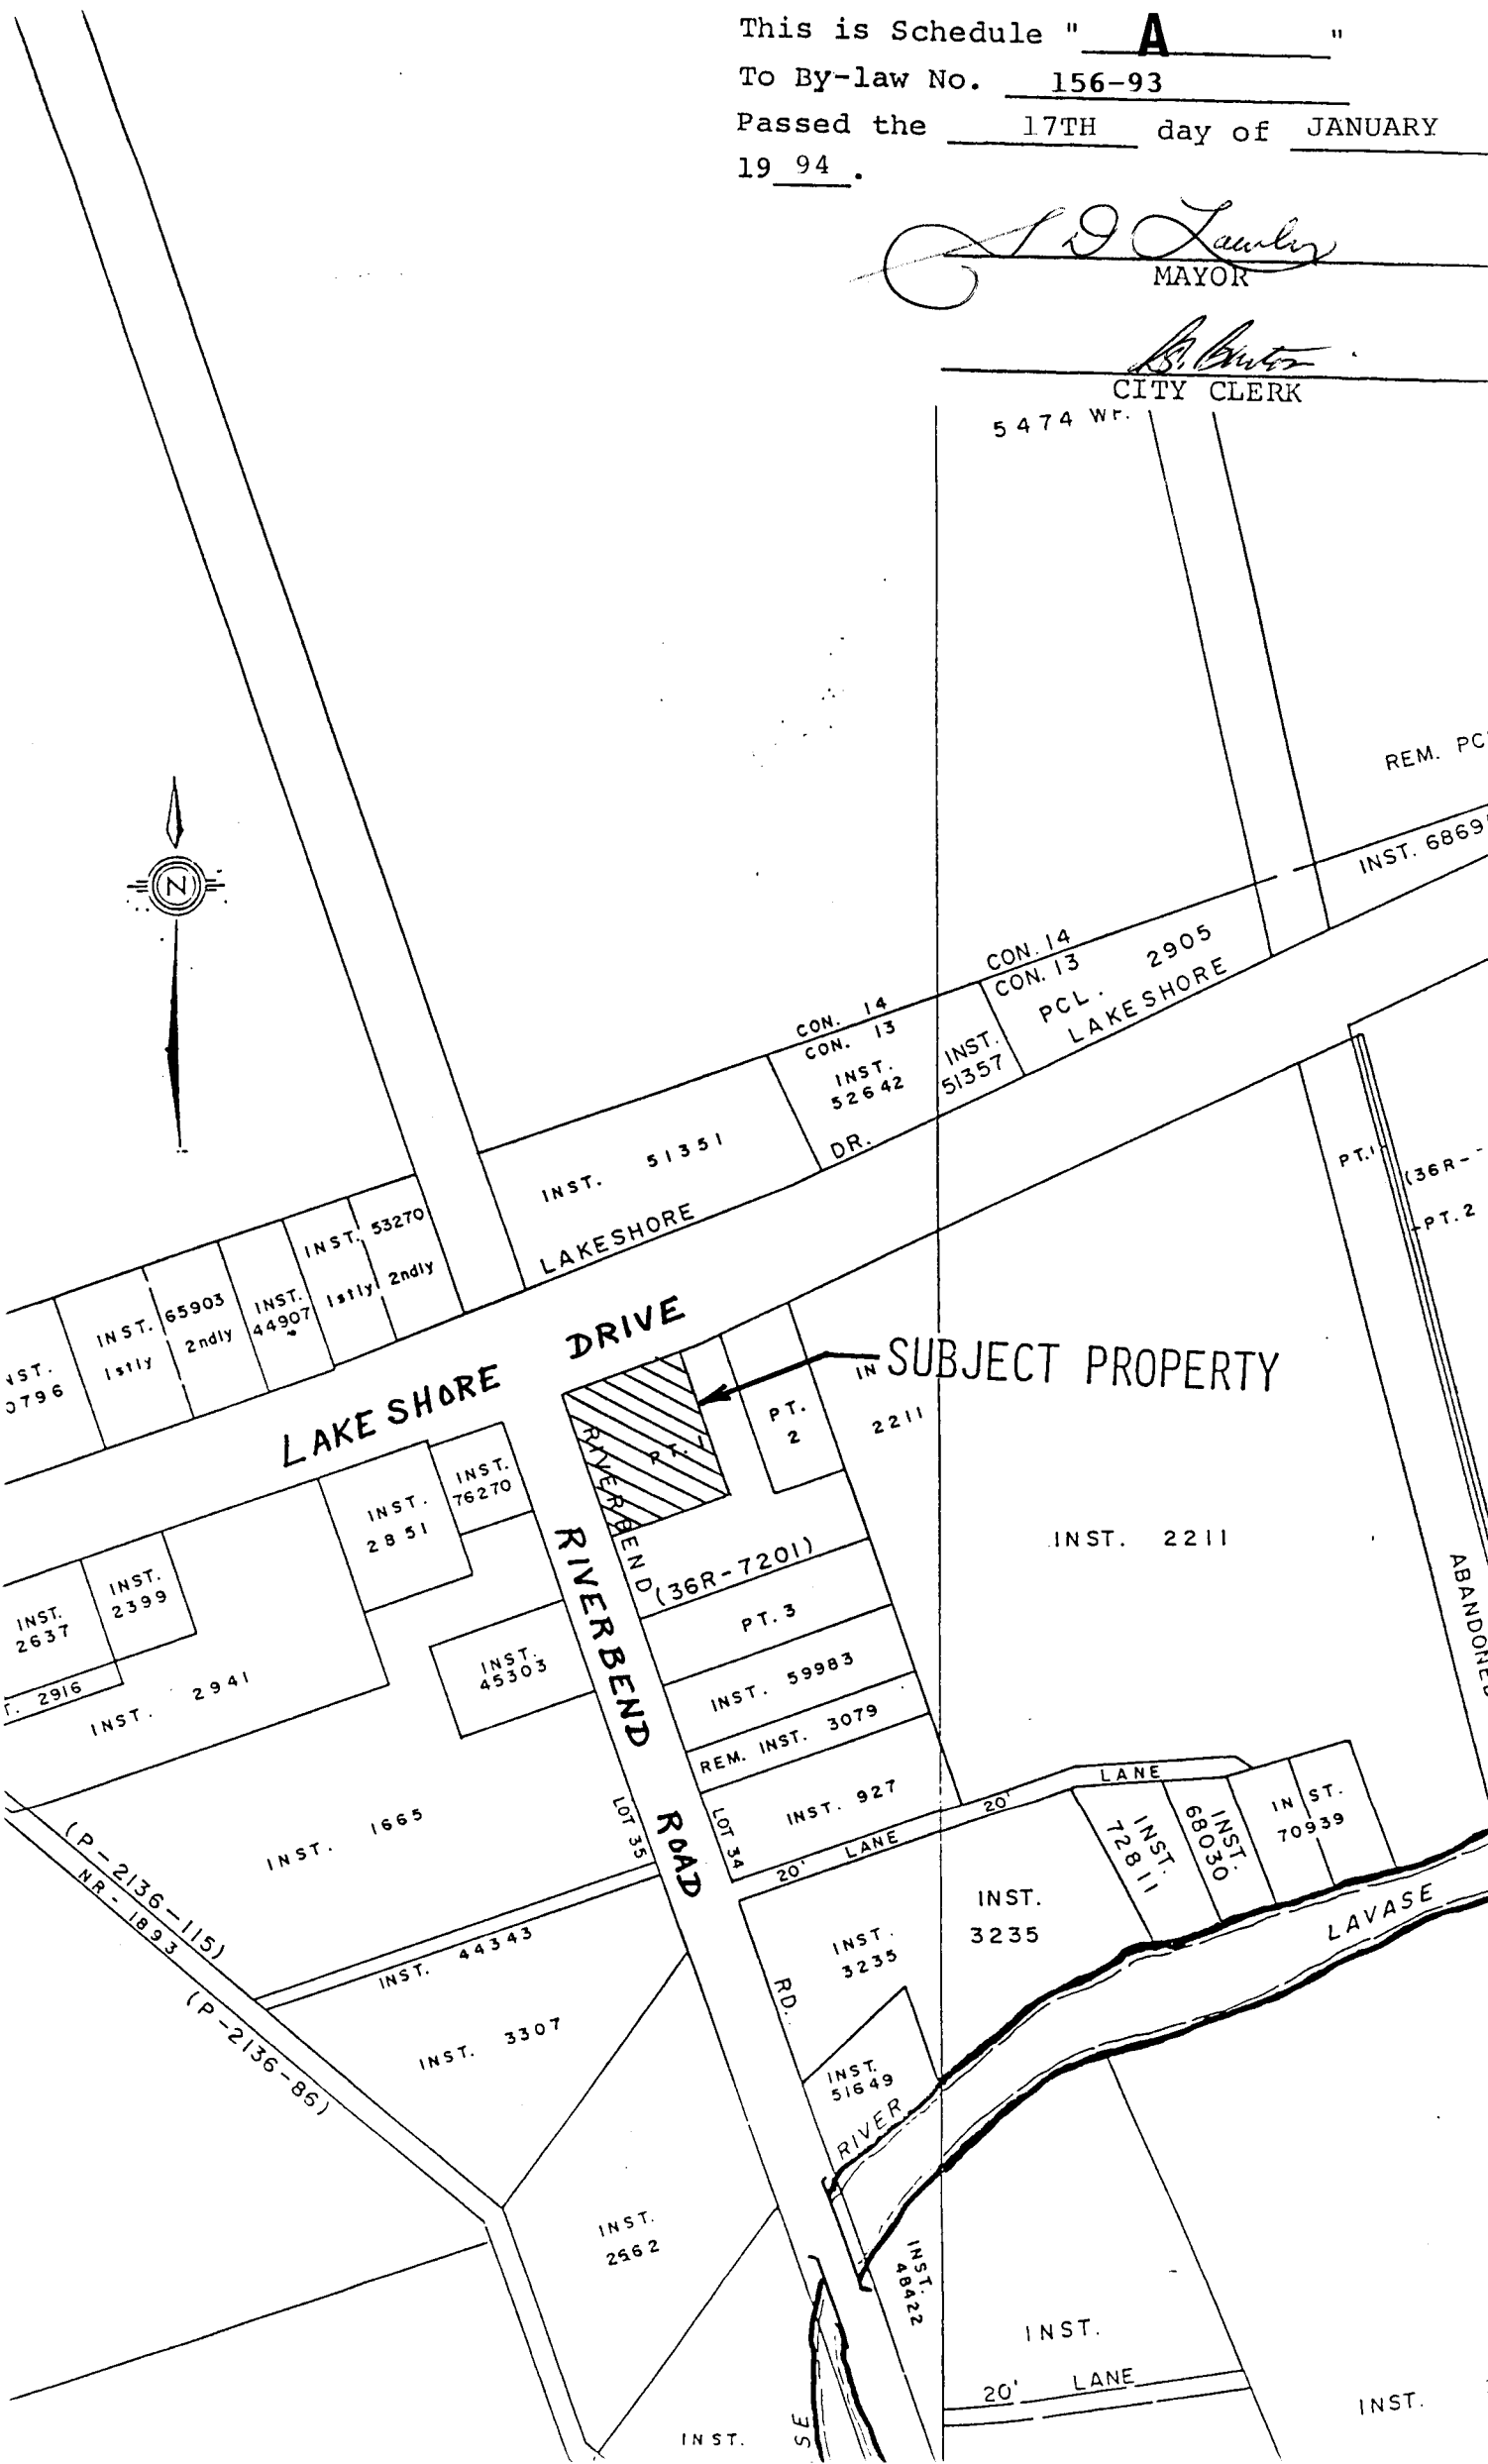 This is Schedule " A "
To By-law No. 156-93
Passed the 17TH day of JANUARY
19 94 .
MAYOR
CITY CLERK
5474 WF.
REM. PC
INST. 6869
N
CON. 14
CON. 13
PCL. 2905
LAKESHORE
CON. 14
CON. 13
INST.
52642
INST.
51357
DR.
INST. 51351
LAKESHORE
PT.1
(36R-
PT. 2
INST. 53270
1stly 2ndly
INST.
44907
INST. 65903
1stly 2ndly
NST.
0796
LAKE SHORE DRIVE
SUBJECT PROPERTY
IN
2211
PT.
2
PT. 1
RIVERBEND
INST.
76270
INST.
2851
INST. 2211
(36R-7201)
PT. 3
INST.
2399
INST.
2637
T. 2916
INST. 2941
INST.
45303
INST. 59983
REM. INST. 3079
INST. 927
RIVERBEND ROAD
ABANDONED
LOT 35
LOT 34
20' LANE
20' LANE
INST. 1665
INST.
72811
INST.
68030
INST.
70939
(P-2136-115)
NR-1893
(P-2136-86)
INST. 44343
INST. 3307
INST.
3235
INST.
3235
LAVASE
RD.
INST.
51649
RIVER
INST.
2562
INST.
48422
INST.
20' LANE
INST.
INST.
SE